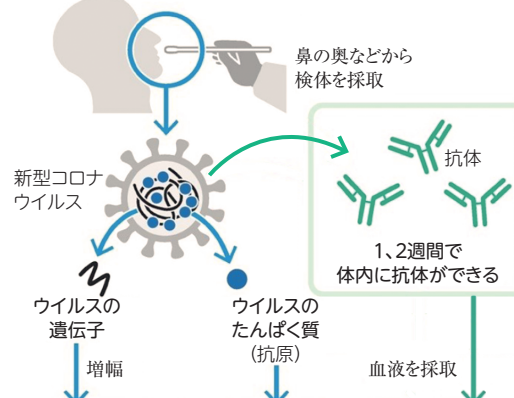 鼻の奥などから
検体を採取
新型コロナ
ウイルス
抗体
1、2週間で
体内に抗体ができる
ウイルスの
遺伝子
ウイルスの
たんぱく質
(抗原)
増幅
血液を採取